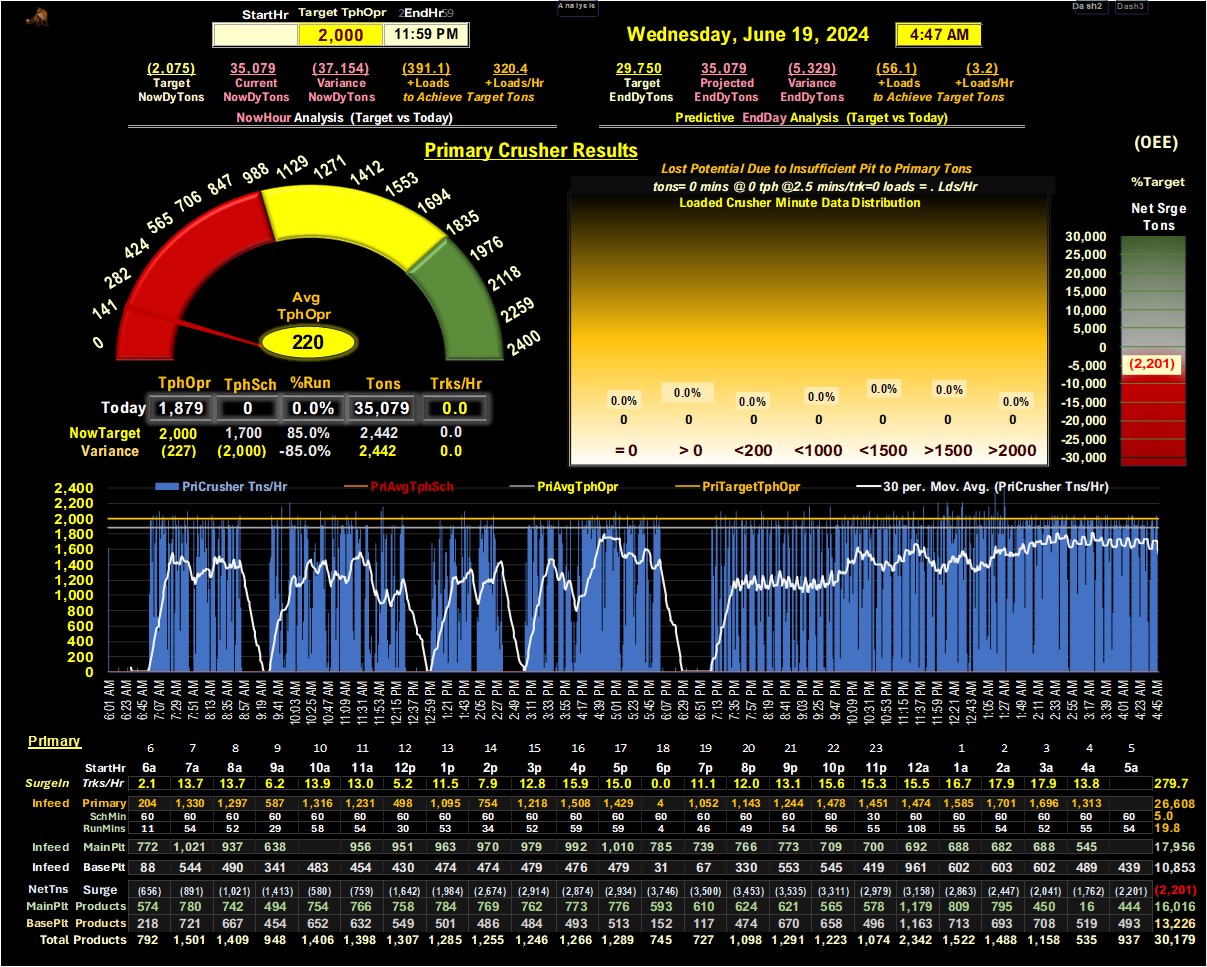 Analysis Dash2 Dash3
StartHr Target TphOpr EndHr
2,000 11:59 PM Wednesday, June 19, 2024 4:47 AM
(2,075) 35,079 (37,154) (391.1) 320.4 29,750 35,079 (5,329) (56.1) (3.2)
Target Current Variance +Loads +Loads/Hr Target Projected Variance +Loads +Loads/Hr
NowDyTons NowDyTons NowDyTons to Achieve Target Tons EndDyTons EndDyTons EndDyTons to Achieve Target Tons
NowHour Analysis (Target vs Today) Predictive EndDay Analysis (Target vs Today)
(OEE)
Primary Crusher Results
Lost Potential Due to Insufficient Pit to Primary Tons
tons= 0 mins @ 0 tph @2.5 mins/trk=0 loads = . Lds/Hr
Loaded Crusher Minute Data Distribution
%Target
Net Srge
Tons
0 141 282 424 565 706 847 988 1129 1271 1412 1553 1694 1835 1976 2118 2259 2400
Avg
TphOpr
220
30,000
25,000
20,000
15,000
10,000
5,000
0
-5,000
(2,201)
-10,000
-15,000
-20,000
-25,000
-30,000
0.0% 0.0% 0.0% 0.0% 0.0% 0.0% 0.0%
0 0 0 0 0 0 0
= 0 > 0 <200 <1000 <1500 >1500 >2000
TphOpr TphSch %Run Tons Trks/Hr
Today 1,879 0 0.0% 35,079 0.0
NowTarget 2,000 1,700 85.0% 2,442 0.0
Variance (227) (2,000) -85.0% 2,442 0.0
PriCrusher Tns/Hr PriAvgTphSch PriAvgTphOpr PriTargetTphOpr 30 per. Mov. Avg. (PriCrusher Tns/Hr)
2,400
2,200
2,000
1,800
1,600
1,400
1,200
1,000
800
600
400
200
0
6:01 AM 6:23 AM 6:45 AM 7:07 AM 7:29 AM 7:51 AM 8:13 AM 8:35 AM 8:57 AM 9:19 AM 9:41 AM 10:03 AM 10:25 AM 10:47 AM 11:09 AM 11:31 AM 11:53 AM 12:15 PM 12:37 PM 12:59 PM 1:21 PM 1:43 PM 2:05 PM 2:27 PM 2:49 PM 3:11 PM 3:33 PM 3:55 PM 4:17 PM 4:39 PM 5:01 PM 5:23 PM 5:45 PM 6:07 PM 6:29 PM 6:51 PM 7:13 PM 7:35 PM 7:57 PM 8:19 PM 8:41 PM 9:03 PM 9:25 PM 9:47 PM 10:09 PM 10:31 PM 10:53 PM 11:15 PM 11:37 PM 11:59 PM 12:21 AM 12:43 AM 1:05 AM 1:27 AM 1:49 AM 2:11 AM 2:33 AM 2:55 AM 3:17 AM 3:39 AM 4:01 AM 4:23 AM 4:45 AM
Primary
6 7 8 9 10 11 12 13 14 15 16 17 18 19 20 21 22 23 1 2 3 4 5
StartHr 6a 7a 8a 9a 10a 11a 12p 1p 2p 3p 4p 5p 6p 7p 8p 9p 10p 11p 12a 1a 2a 3a 4a 5a
SurgeIn Trks/Hr 2.1 13.7 13.7 6.2 13.9 13.0 5.2 11.5 7.9 12.8 15.9 15.0 0.0 11.1 12.0 13.1 15.6 15.3 15.5 16.7 17.9 17.9 13.8 279.7
Infeed Primary 204 1,330 1,297 587 1,316 1,231 498 1,095 754 1,218 1,508 1,429 4 1,052 1,143 1,244 1,478 1,451 1,474 1,585 1,701 1,696 1,313 26,608
SchMin 60 60 60 60 60 60 60 60 60 60 60 60 60 60 60 60 60 30 60 60 60 60 60 60 5.0
RunMins 11 54 52 29 58 54 30 53 34 52 59 59 4 46 49 54 56 55 108 55 54 52 55 54 19.8
Infeed MainPlt 772 1,021 937 638 956 951 963 970 979 992 1,010 785 739 766 773 709 700 692 688 682 688 545 17,956
Infeed BasePlt 88 544 490 341 483 454 430 474 474 479 476 479 31 67 330 553 545 419 961 602 603 602 489 439 10,853
NetTns Surge (656) (891) (1,021) (1,413) (580) (759) (1,642) (1,984) (2,674) (2,914) (2,874) (2,934) (3,746) (3,500) (3,453) (3,535) (3,311) (2,979) (3,158) (2,863) (2,447) (2,041) (1,762) (2,201) (2,201)
MainPlt Products 574 780 742 494 754 766 758 784 769 762 773 776 593 610 624 621 565 578 1,179 809 795 450 16 444 16,016
BasePlt Products 218 721 667 454 652 632 549 501 486 484 493 513 152 117 474 670 658 496 1,163 713 693 708 519 493 13,226
Total Products 792 1,501 1,409 948 1,406 1,398 1,307 1,285 1,255 1,246 1,266 1,289 745 727 1,098 1,291 1,223 1,074 2,342 1,522 1,488 1,158 535 937 30,179